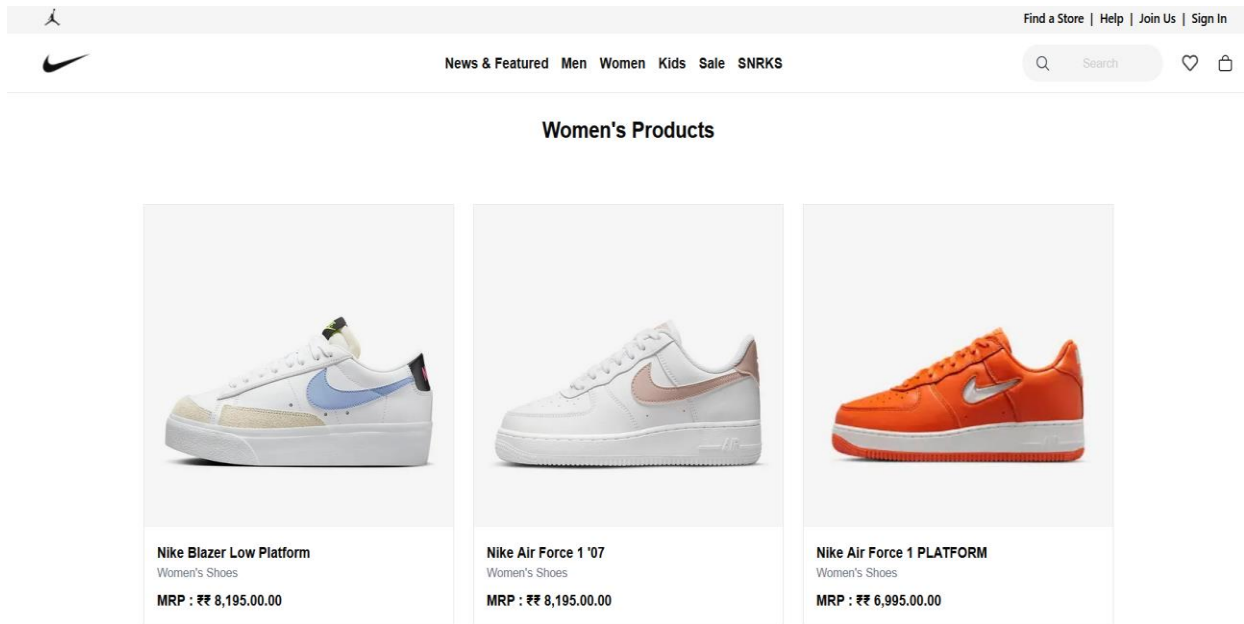 Find a Store | Help | Join Us | Sign In
News & Featured Men Women Kids Sale SNRKS
Search
Women's Products
Nike Blazer Low Platform
Women's Shoes
MRP : ₹₹ 8,195.00.00
Nike Air Force 1 '07
Women's Shoes
MRP : ₹₹ 8,195.00.00
Nike Air Force 1 PLATFORM
Women's Shoes
MRP : ₹₹ 6,995.00.00